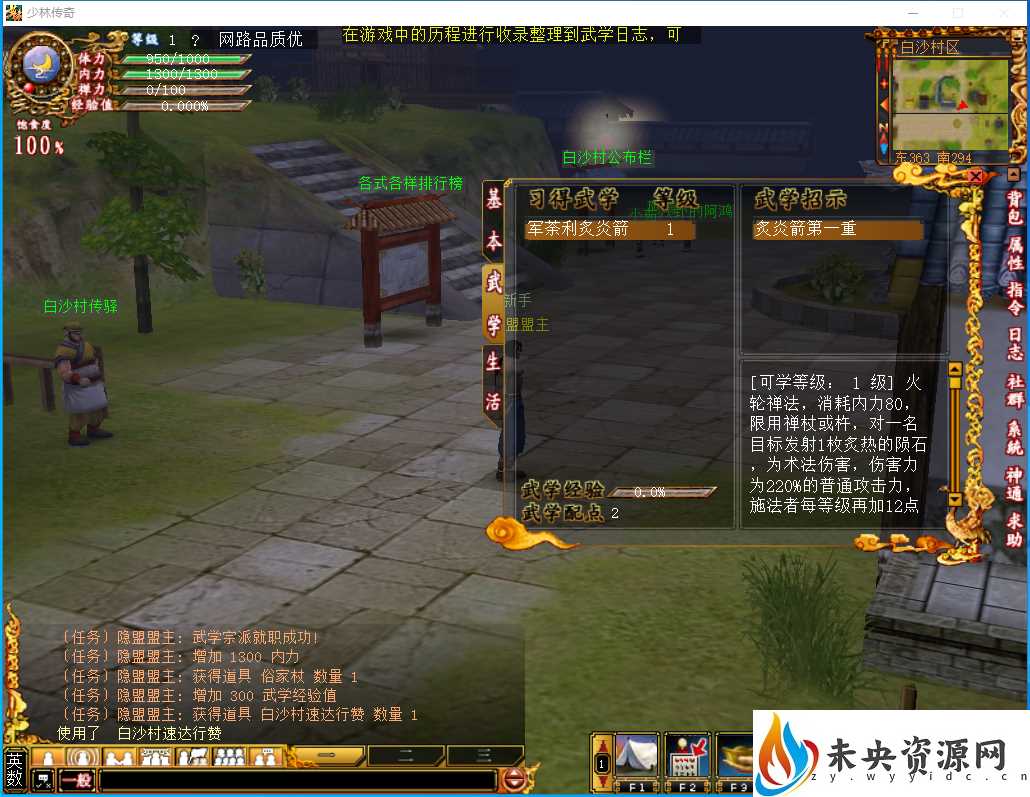 少林传奇
等级 1 ? 网路品质优
体力 950/1000
内力 1300/1300
禅力 0/100
经验值 0.000%
饱食度
100%
在游戏中的历程进行收录整理到武学日志，可
白沙村区
东363 南294
白沙村公布栏
各式各样排行榜
白沙村传驿
新手
盟盟主
基本
武学
生活
习得武学 等级
军荼利炙炎箭 1
武学招示
炙炎箭第一重
[可学等级： 1 级] 火
轮禅法，消耗内力80，
限用禅杖或杵，对一名
目标发射1枚炙热的陨石
，为术法伤害，伤害力
为220%的普通攻击力，
施法者每等级再加12点
武学经验 0.0%
武学配点 2
背包
属性
指令
日志
社群
系统
神通
求助
(任务) 隐盟盟主: 武学宗派就职成功!
(任务) 隐盟盟主: 增加 1300 内力
(任务) 隐盟盟主: 获得道具 俗家杖 数量 1
(任务) 隐盟盟主: 增加 300 武学经验值
(任务) 隐盟盟主: 获得道具 白沙村速达行赞 数量 1
使用了 白沙村速达行赞
英数
一般
一 二 三
1
F1 F2 F9
未央资源网
zy.wyyidc.cn